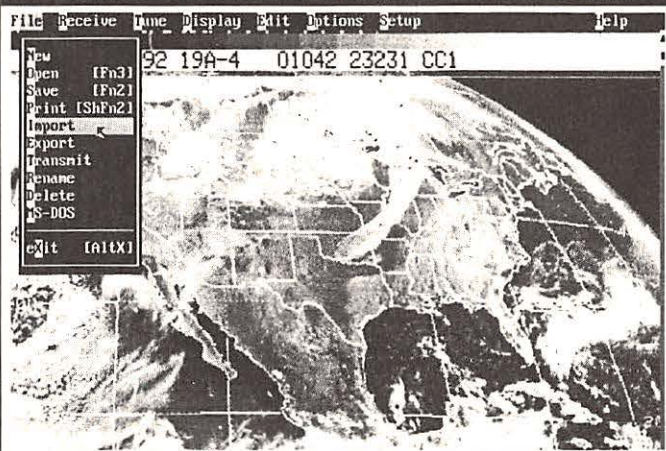 File Receive Tune Display Edit Options Setup Help
92 19A-4 01042 23231 CC1
New
Open [Fn3]
Save [Fn2]
Print [ShFn2]
Import
Export
Transmit
Rename
Delete
MS-DOS
eXit [AltX]